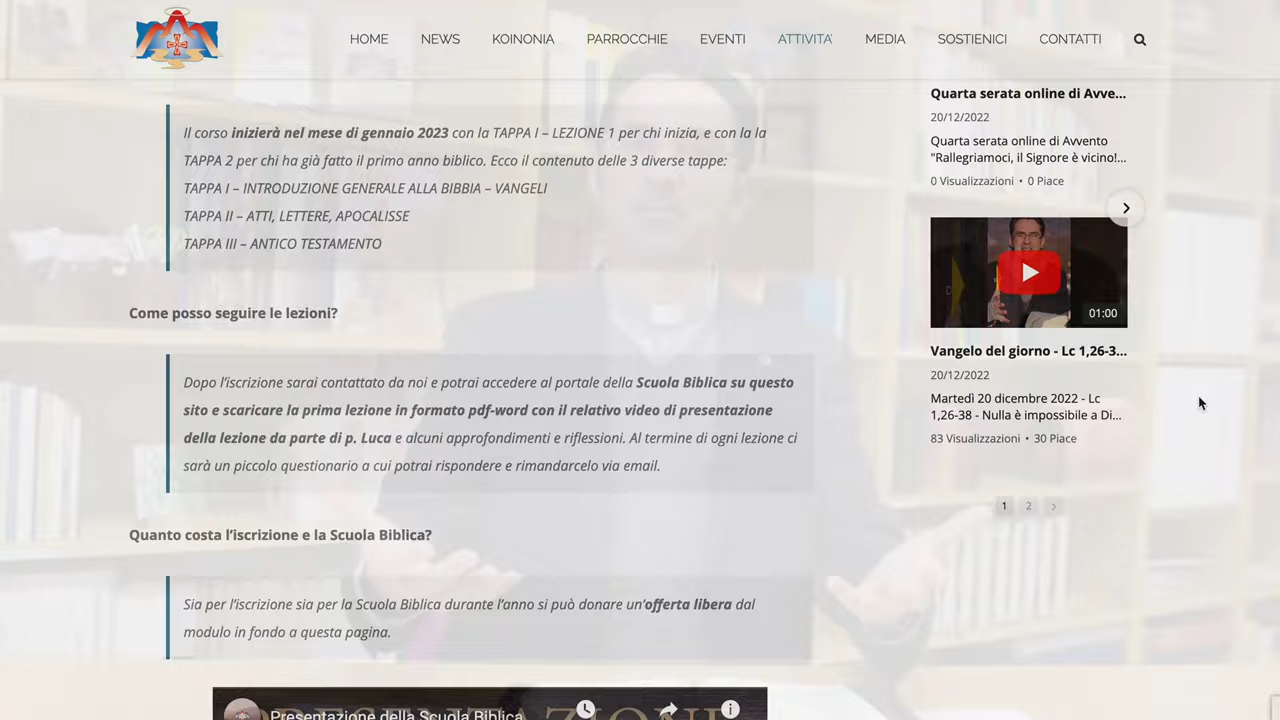 HOME NEWS KOINONIA PARROCCHIE EVENTI ATTIVITA' MEDIA SOSTIENICI CONTATTI
Il corso inizierà nel mese di gennaio 2023 con la TAPPA I – LEZIONE 1 per chi inizia, e con la la
TAPPA 2 per chi ha già fatto il primo anno biblico. Ecco il contenuto delle 3 diverse tappe:
TAPPA I – INTRODUZIONE GENERALE ALLA BIBBIA – VANGELI
TAPPA II – ATTI, LETTERE, APOCALISSE
TAPPA III – ANTICO TESTAMENTO
Come posso seguire le lezioni?
Dopo l'iscrizione sarai contattato da noi e potrai accedere al portale della Scuola Biblica su questo
sito e scaricare la prima lezione in formato pdf-word con il relativo video di presentazione
della lezione da parte di p. Luca e alcuni approfondimenti e riflessioni. Al termine di ogni lezione ci
sarà un piccolo questionario a cui potrai rispondere e rimandarcelo via email.
Quanto costa l'iscrizione e la Scuola Biblica?
Sia per l'iscrizione sia per la Scuola Biblica durante l'anno si può donare un'offerta libera dal
modulo in fondo a questa pagina.
Presentazione della Scuola Biblica
Quarta serata online di Avve...
20/12/2022
Quarta serata online di Avvento
"Rallegriamoci, il Signore è vicino!...
0 Visualizzazioni • 0 Piace
01:00
Vangelo del giorno - Lc 1,26-3...
20/12/2022
Martedì 20 dicembre 2022 - Lc
1,26-38 - Nulla è impossibile a Di...
83 Visualizzazioni • 30 Piace
1 2 >